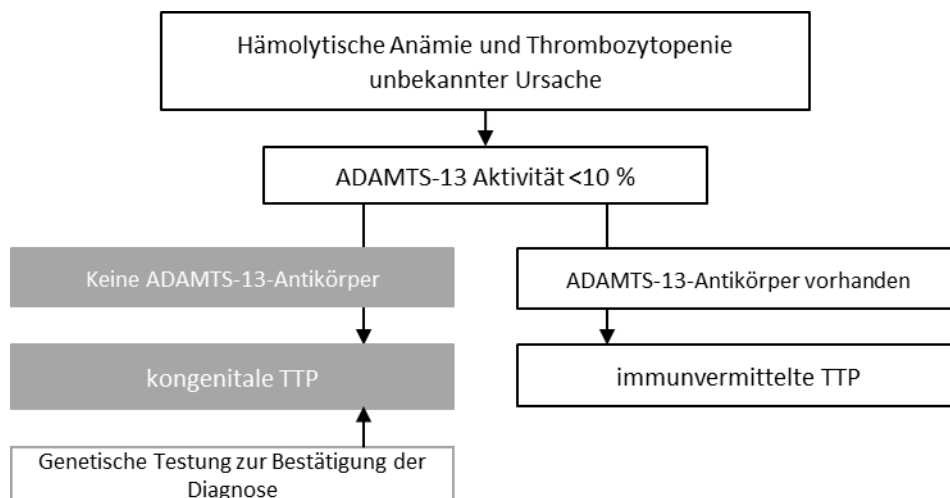 Hämolytische Anämie und Thrombozytopenie
unbekannter Ursache
ADAMTS-13 Aktivität <10 %
Keine ADAMTS-13-Antikörper
ADAMTS-13-Antikörper vorhanden
kongenitale TTP
immunvermittelte TTP
Genetische Testung zur Bestätigung der
Diagnose